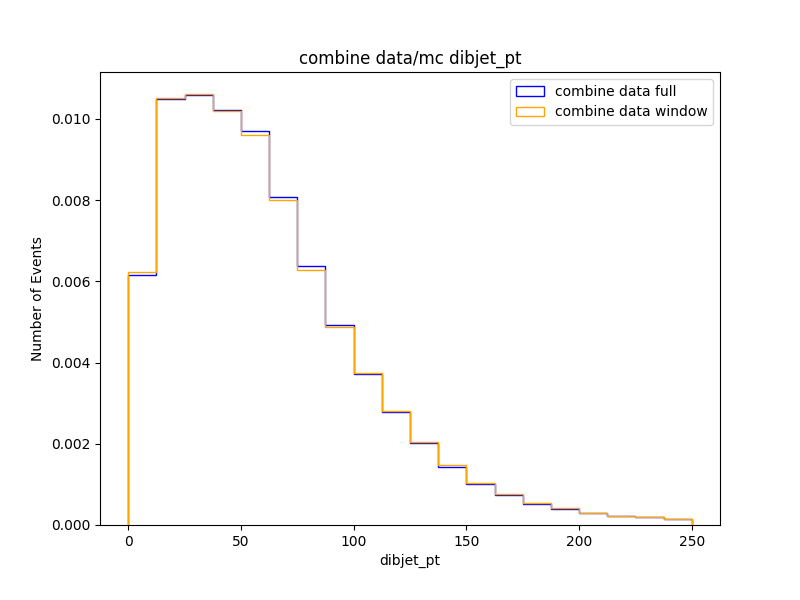 combine data/mc dibjet_pt
combine data full
combine data window
Number of Events
0.010
0.008
0.006
0.004
0.002
0.000
0
50
100
150
200
250
dibjet_pt